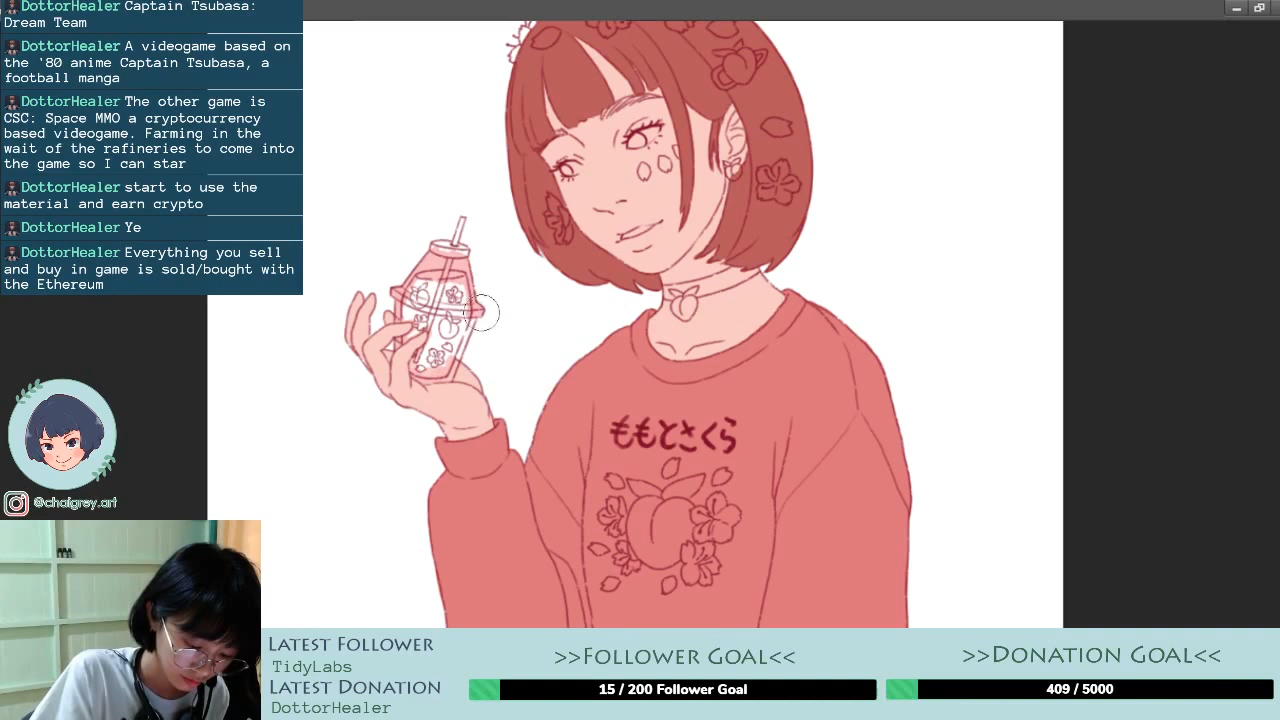 DottorHealer Captain Tsubasa:
Dream Team
DottorHealer A videogame based on
the '80 anime Captain Tsubasa, a
football manga
DottorHealer The other game is
CSC: Space MMO a cryptocurrency
based videogame. Farming in the
wait of the rafineries to come into
the game so I can star
DottorHealer start to use the
material and earn crypto
DottorHealer Ye
DottorHealer Everything you sell
and buy in game is sold/bought with
the Ethereum
ももとさくら
@chaigrey.art
LATEST FOLLOWER
TidyLabs
LATEST DONATION
DottorHealer
>>FOLLOWER GOAL<<
15 / 200 Follower Goal
>>DONATION GOAL<<
409 / 5000